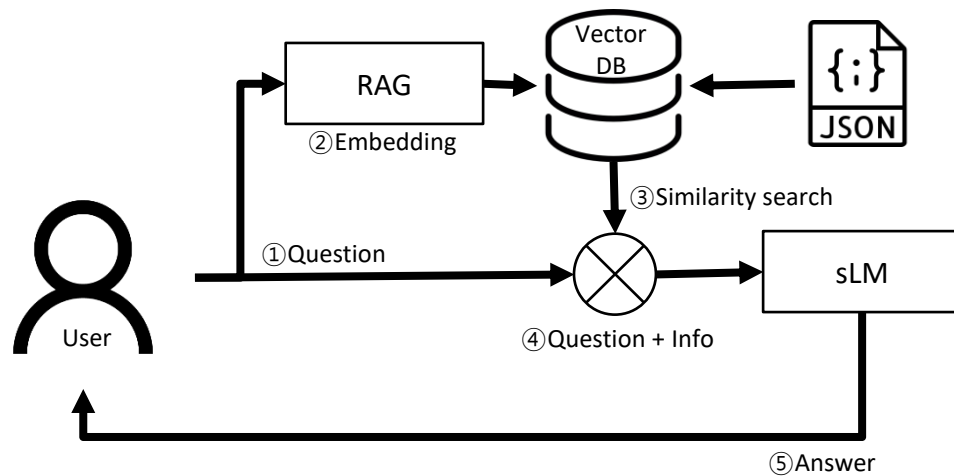 Vector
DB
RAG
{;}
JSON
②Embedding
③Similarity search
①Question
sLM
User
④Question + Info
⑤Answer